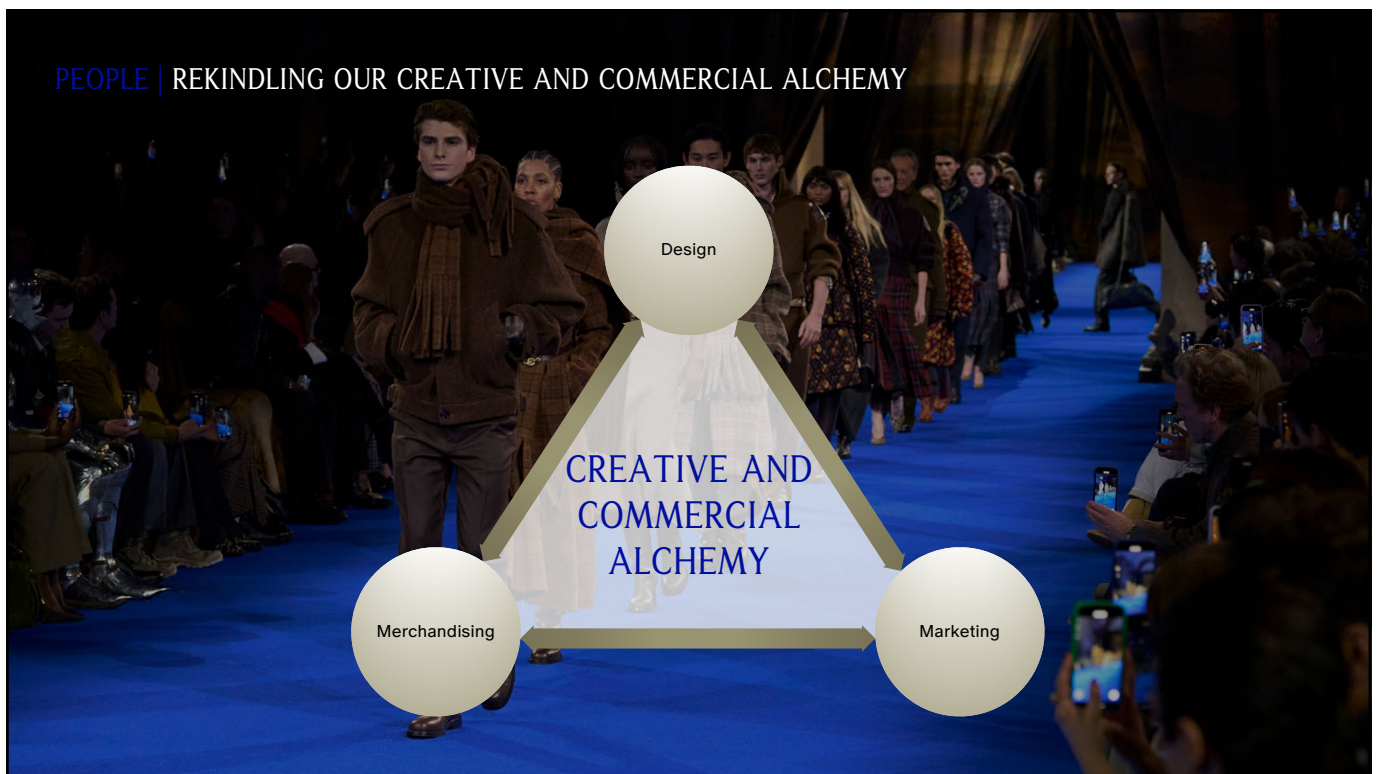 PEOPLE | REKINDLING OUR CREATIVE AND COMMERCIAL ALCHEMY
Design
CREATIVE AND
COMMERCIAL
ALCHEMY
Merchandising
Marketing